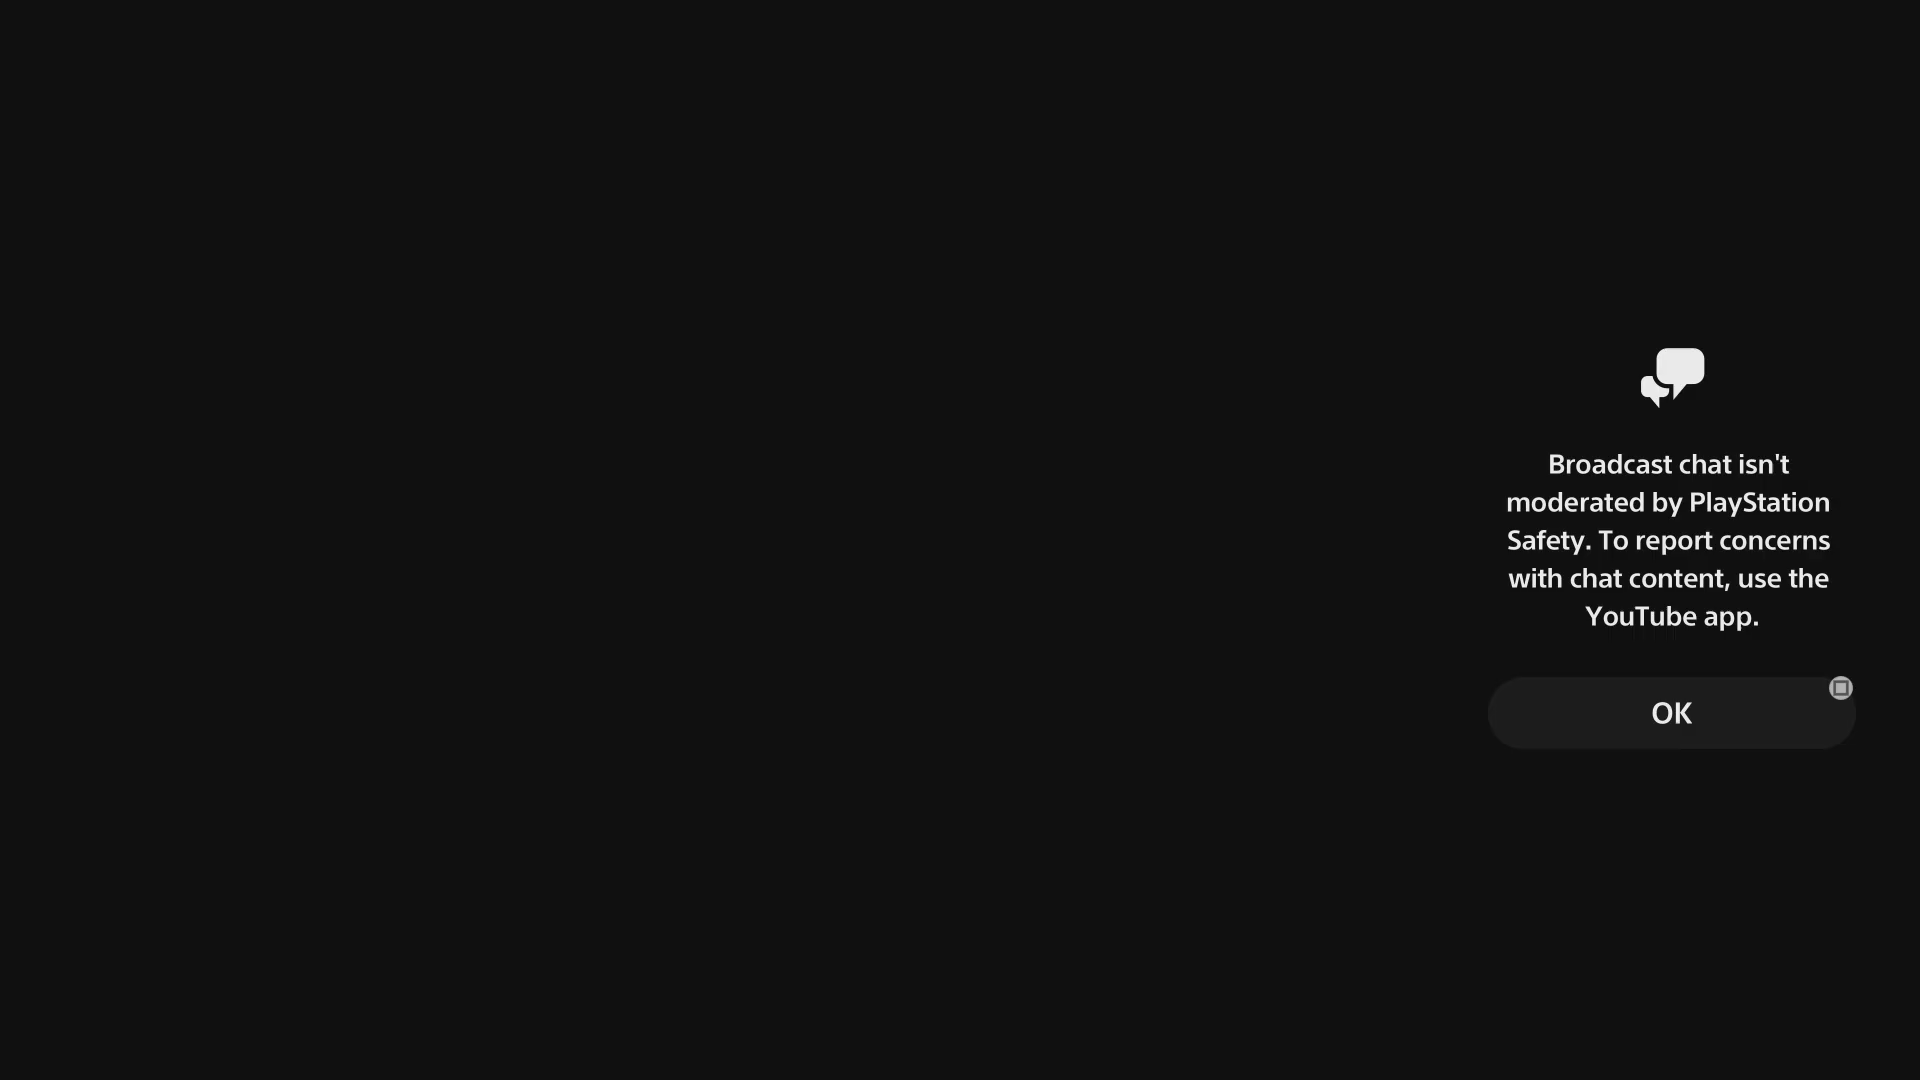 Broadcast chat isn't
moderated by PlayStation
Safety. To report concerns
with chat content, use the
YouTube app.
OK